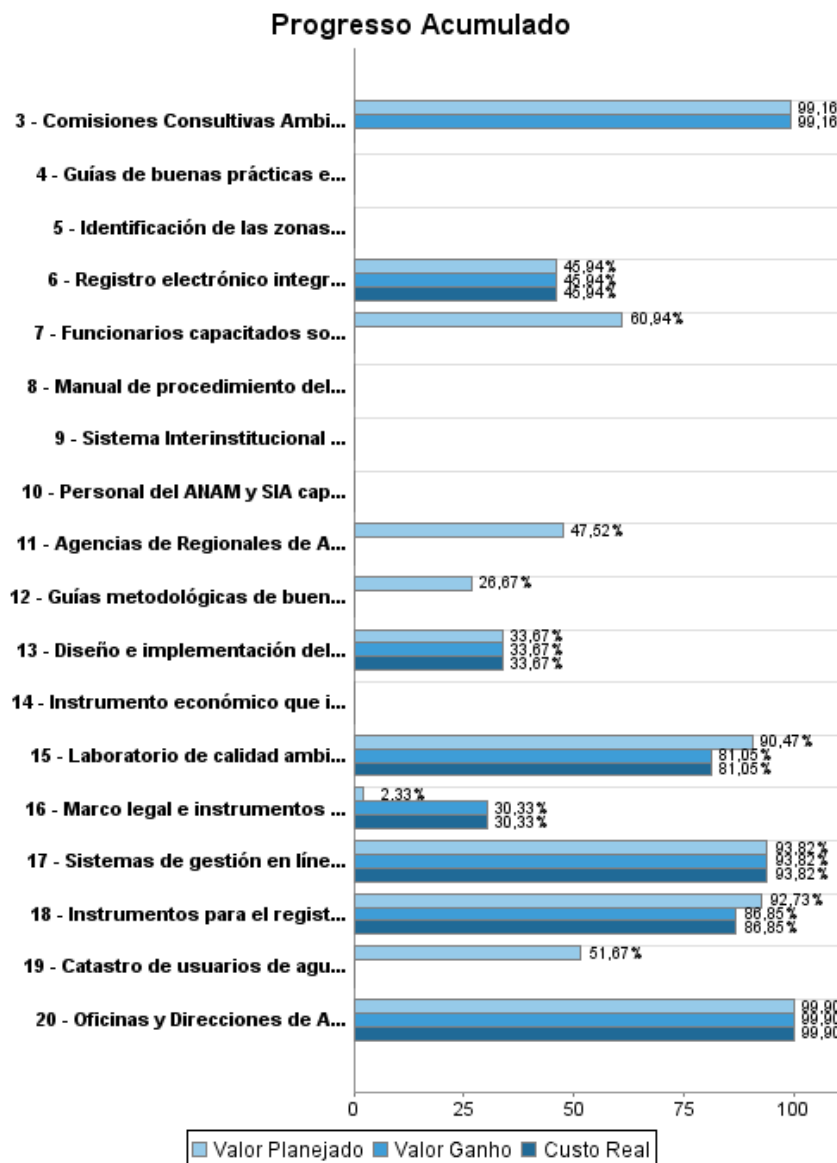 Progresso Acumulado
3 - Comisiones Consultivas Ambi...
99,16
99,16
4 - Guías de buenas prácticas e...
5 - Identificación de las zonas...
6 - Registro electrónico integr...
45,94%
45,94%
45,94%
7 - Funcionarios capacitados so...
60,94%
8 - Manual de procedimiento del...
9 - Sistema Interinstitucional ...
10 - Personal del ANAM y SIA cap...
11 - Agencias de Regionales de A...
47,52%
12 - Guías metodológicas de buen...
26,67%
13 - Diseño e implementación del...
33,67%
33,67%
33,67%
14 - Instrumento económico que i...
15 - Laboratorio de calidad ambi...
90,47%
81,05%
81,05%
16 - Marco legal e instrumentos ...
2,33%
30,33%
30,33%
17 - Sistemas de gestión en líne...
93,82%
93,82%
93,82%
18 - Instrumentos para el regist...
92,73%
86,85%
86,85%
19 - Catastro de usuarios de agu...
51,67%
20 - Oficinas y Direcciones de A...
99,90
99,90
99,90
0 25 50 75 100
Valor Planejado Valor Ganho Custo Real